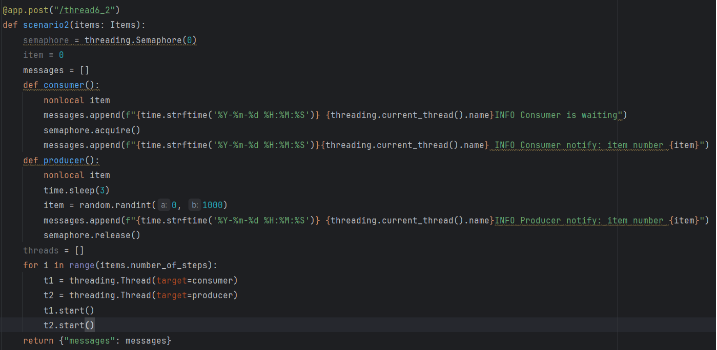 @app.post("/thread6_2")
def scenario2(items: Items):
    semaphore = threading.Semaphore(0)
    item = 0
    messages = []
    def consumer():
        nonlocal item
        messages.append(f"{time.strftime('%Y-%m-%d %H:%M:%S')} {threading.current_thread().name}INFO Consumer is waiting")
        semaphore.acquire()
        messages.append(f"{time.strftime('%Y-%m-%d %H:%M:%S')}{threading.current_thread().name} INFO Consumer notify: item number {item}")
    def producer():
        nonlocal item
        time.sleep(3)
        item = random.randint( a: 0, b: 1000)
        messages.append(f"{time.strftime('%Y-%m-%d %H:%M:%S')} {threading.current_thread().name}INFO Producer notify: item number {item}")
        semaphore.release()
    threads = []
    for i in range(items.number_of_steps):
        t1 = threading.Thread(target=consumer)
        t2 = threading.Thread(target=producer)
        t1.start()
        t2.start()
    return {"messages": messages}